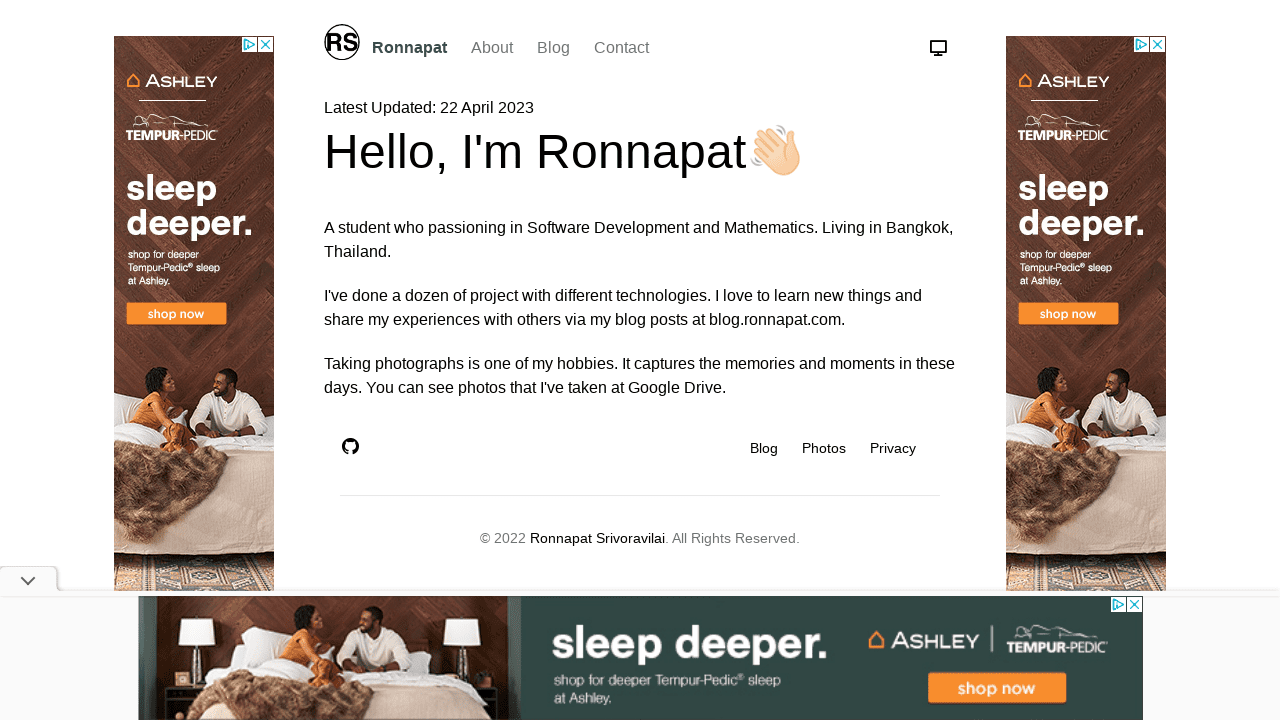 RS
Ronnapat
About
Blog
Contact
Latest Updated: 22 April 2023
Hello, I'm Ronnapat👋🏻
A student who passioning in Software Development and Mathematics. Living in Bangkok,
Thailand.
I've done a dozen of project with different technologies. I love to learn new things and
share my experiences with others via my blog posts at blog.ronnapat.com.
Taking photographs is one of my hobbies. It captures the memories and moments in these
days. You can see photos that I've taken at Google Drive.
Blog
Photos
Privacy
© 2022 Ronnapat Srivoravilai. All Rights Reserved.
ASHLEY
TEMPUR-PEDIC
sleep
deeper.
shop for deeper
Tempur-Pedic® sleep
at Ashley.
shop now
ASHLEY
TEMPUR-PEDIC
sleep
deeper.
shop for deeper
Tempur-Pedic® sleep
at Ashley.
shop now
sleep deeper.
shop for deeper Tempur-Pedic® sleep
at Ashley.
ASHLEY
TEMPUR-PEDIC
shop now